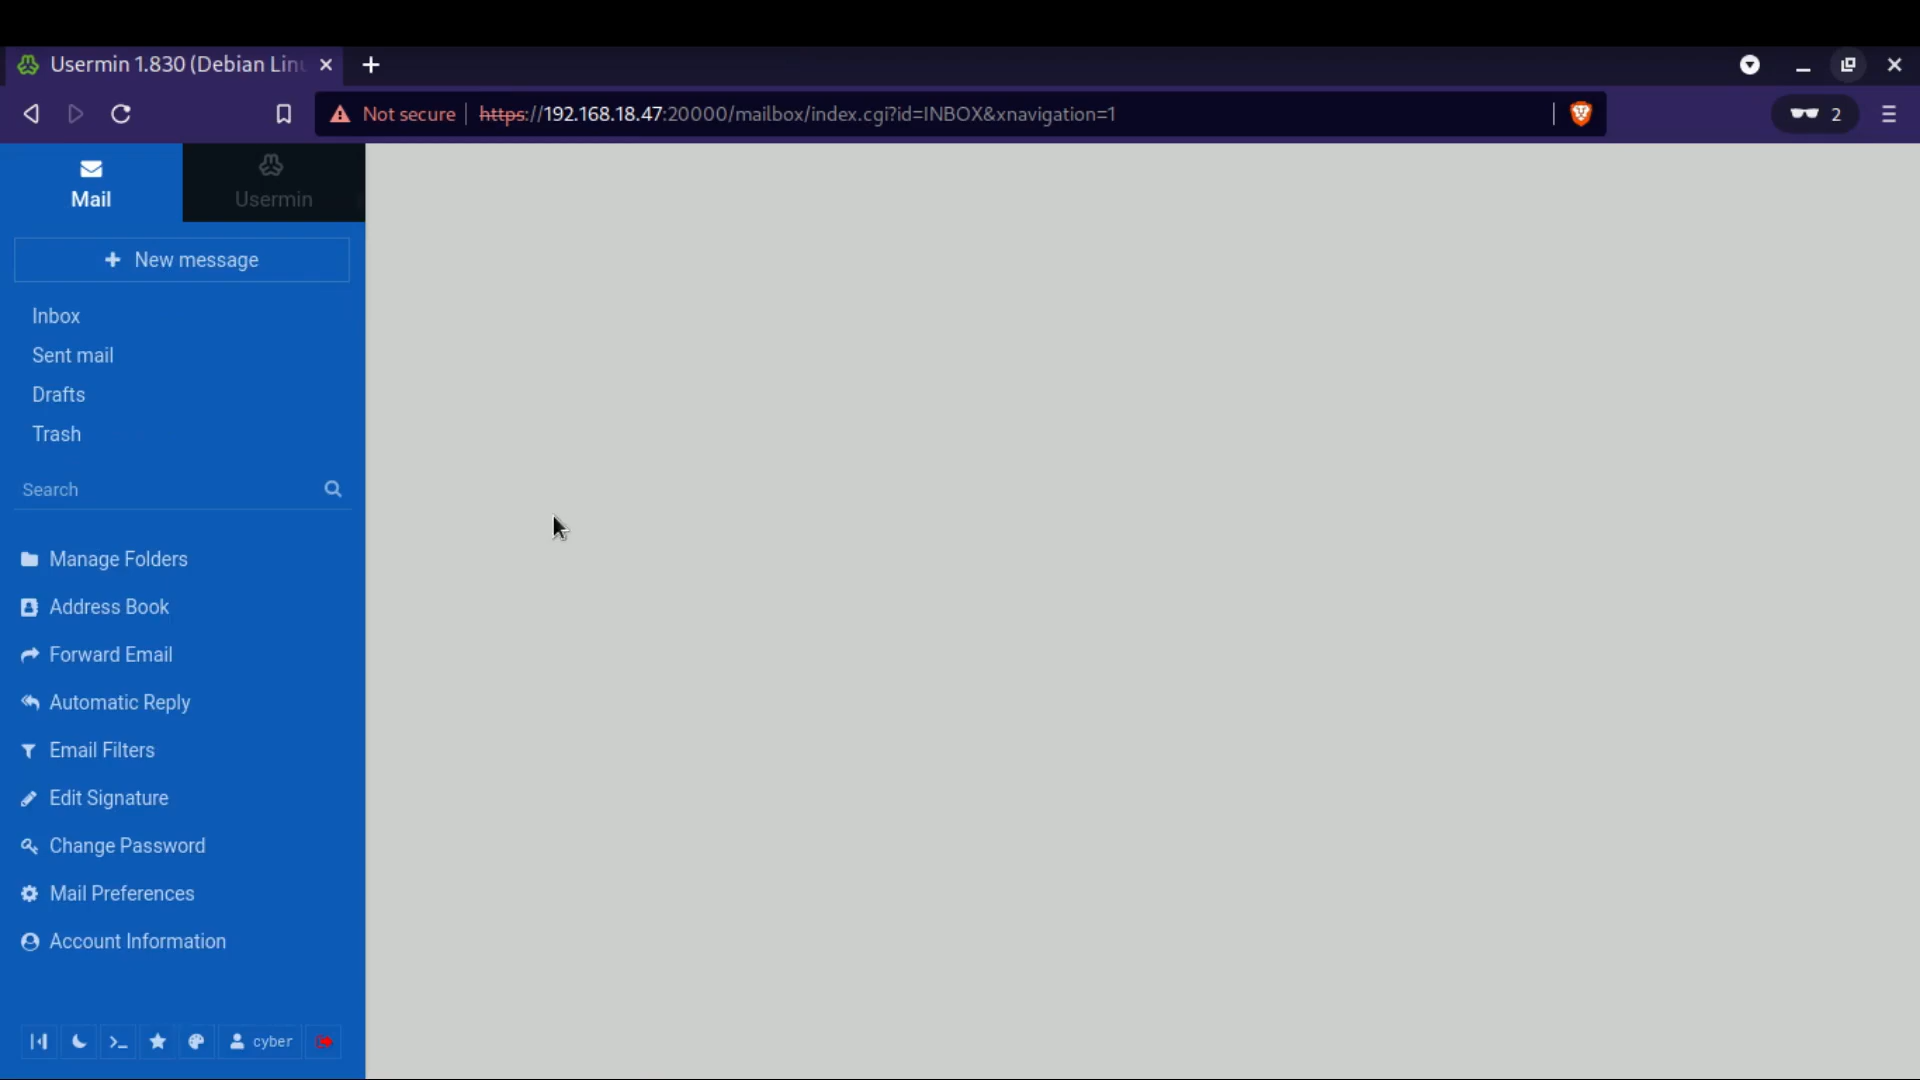 Usermin 1.830 (Debian Linu
Not secure https://192.168.18.47:20000/mailbox/index.cgi?id=INBOX&xnavigation=1
2
Mail
Usermin
New message
Inbox
Sent mail
Drafts
Trash
Search
Manage Folders
Address Book
Forward Email
Automatic Reply
Email Filters
Edit Signature
Change Password
Mail Preferences
Account Information
cyber